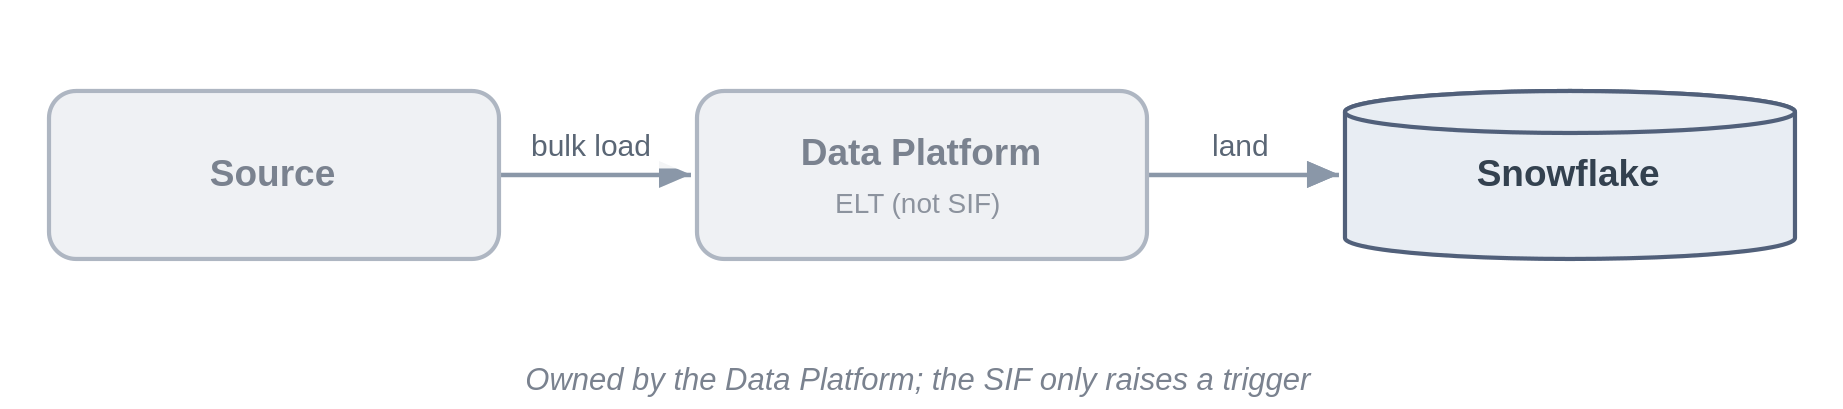 Source
bulk load
Data Platform
ELT (not SIF)
land
Snowflake
Owned by the Data Platform; the SIF only raises a trigger